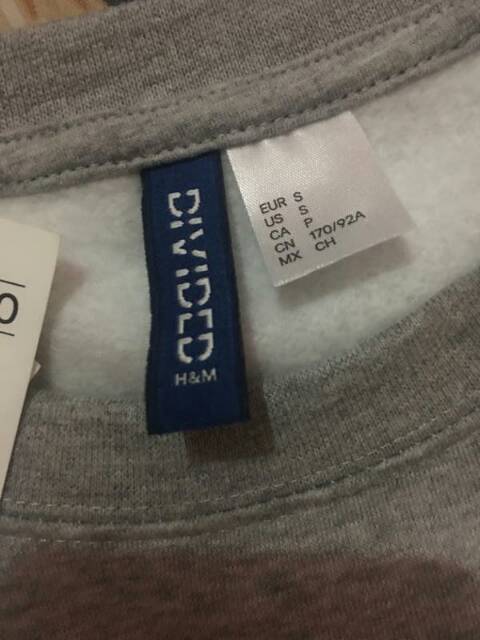 DIVIDED
H&M
EUR S
US S
CA P
CN 170/92A
MX CH